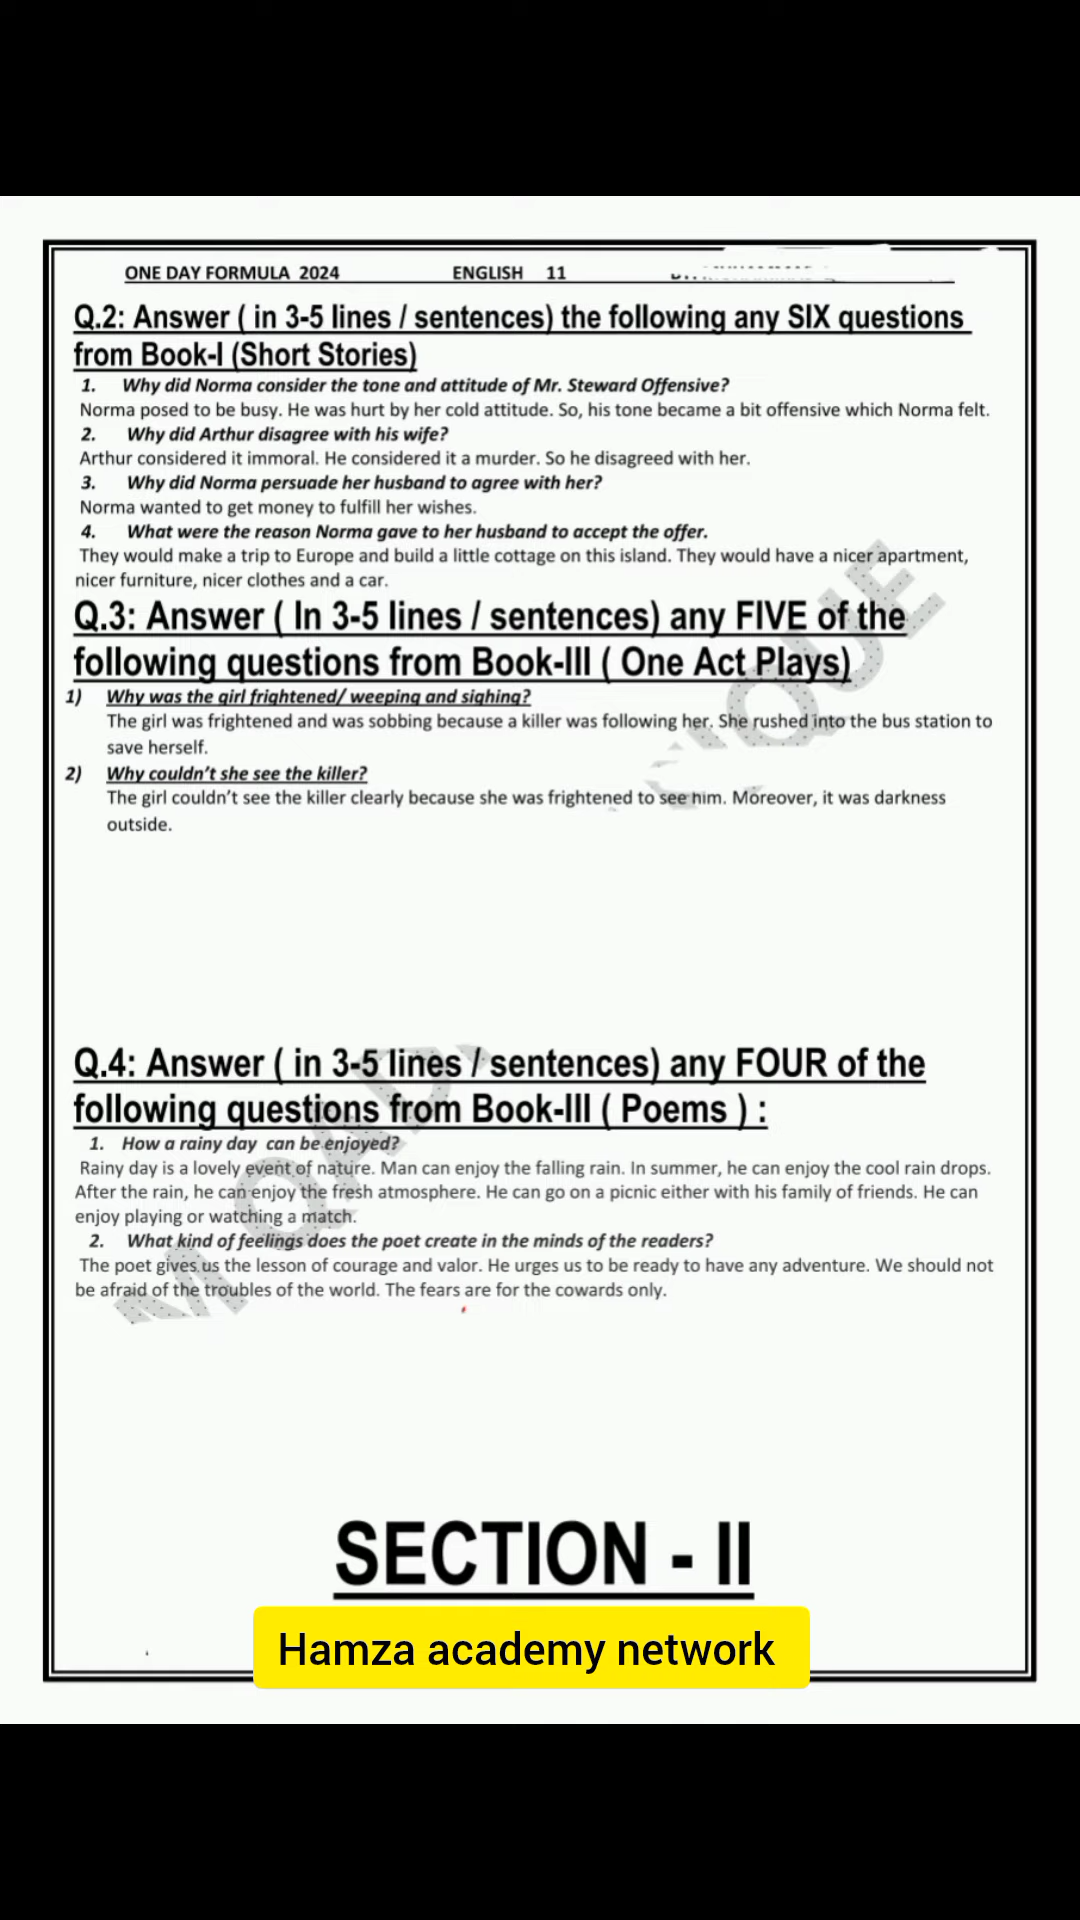 ONE DAY FORMULA 2024 ENGLISH 11
Q.2: Answer ( in 3-5 lines / sentences) the following any SIX questions
from Book-I (Short Stories)
1. Why did Norma consider the tone and attitude of Mr. Steward Offensive?
Norma posed to be busy. He was hurt by her cold attitude. So, his tone became a bit offensive which Norma felt.
2. Why did Arthur disagree with his wife?
Arthur considered it immoral. He considered it a murder. So he disagreed with her.
3. Why did Norma persuade her husband to agree with her?
Norma wanted to get money to fulfill her wishes.
4. What were the reason Norma gave to her husband to accept the offer.
They would make a trip to Europe and build a little cottage on this island. They would have a nicer apartment,
nicer furniture, nicer clothes and a car.
Q.3: Answer ( In 3-5 lines / sentences) any FIVE of the
following questions from Book-III ( One Act Plays)
1) Why was the girl frightened/ weeping and sighing?
The girl was frightened and was sobbing because a killer was following her. She rushed into the bus station to
save herself.
2) Why couldn't she see the killer?
The girl couldn't see the killer clearly because she was frightened to see him. Moreover, it was darkness
outside.
Q.4: Answer ( in 3-5 lines / sentences) any FOUR of the
following questions from Book-III ( Poems ) :
1. How a rainy day can be enjoyed?
Rainy day is a lovely event of nature. Man can enjoy the falling rain. In summer, he can enjoy the cool rain drops.
After the rain, he can enjoy the fresh atmosphere. He can go on a picnic either with his family of friends. He can
enjoy playing or watching a match.
2. What kind of feelings does the poet create in the minds of the readers?
The poet gives us the lesson of courage and valor. He urges us to be ready to have any adventure. We should not
be afraid of the troubles of the world. The fears are for the cowards only.
SECTION - II
Hamza academy network